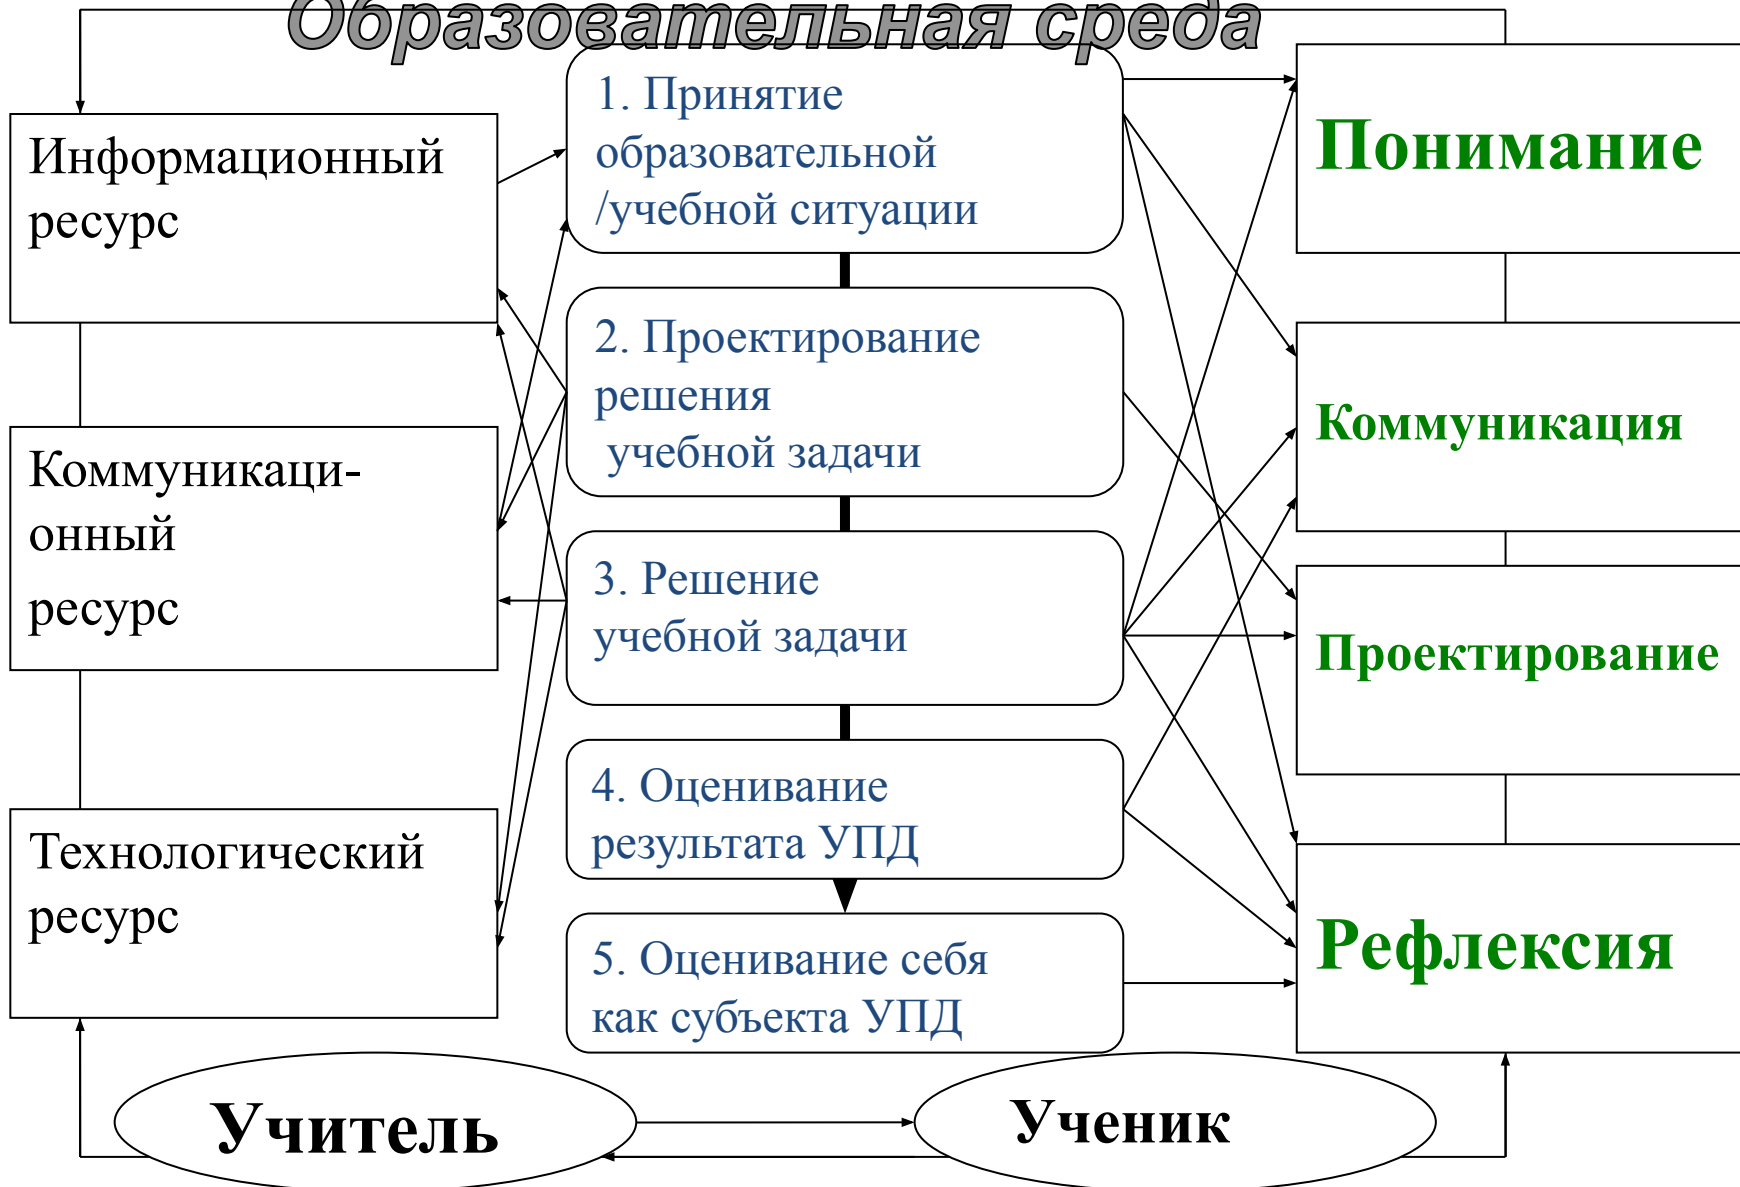 Образовательная среда
Информационный
ресурс
Коммуникаци-
онный
ресурс
Технологический
ресурс
1. Принятие
образовательной
/учебной ситуации
2. Проектирование
решения
учебной задачи
3. Решение
учебной задачи
4. Оценивание
результата УПД
5. Оценивание себя
как субъекта УПД
Понимание
Коммуникация
Проектирование
Рефлексия
Учитель
Ученик